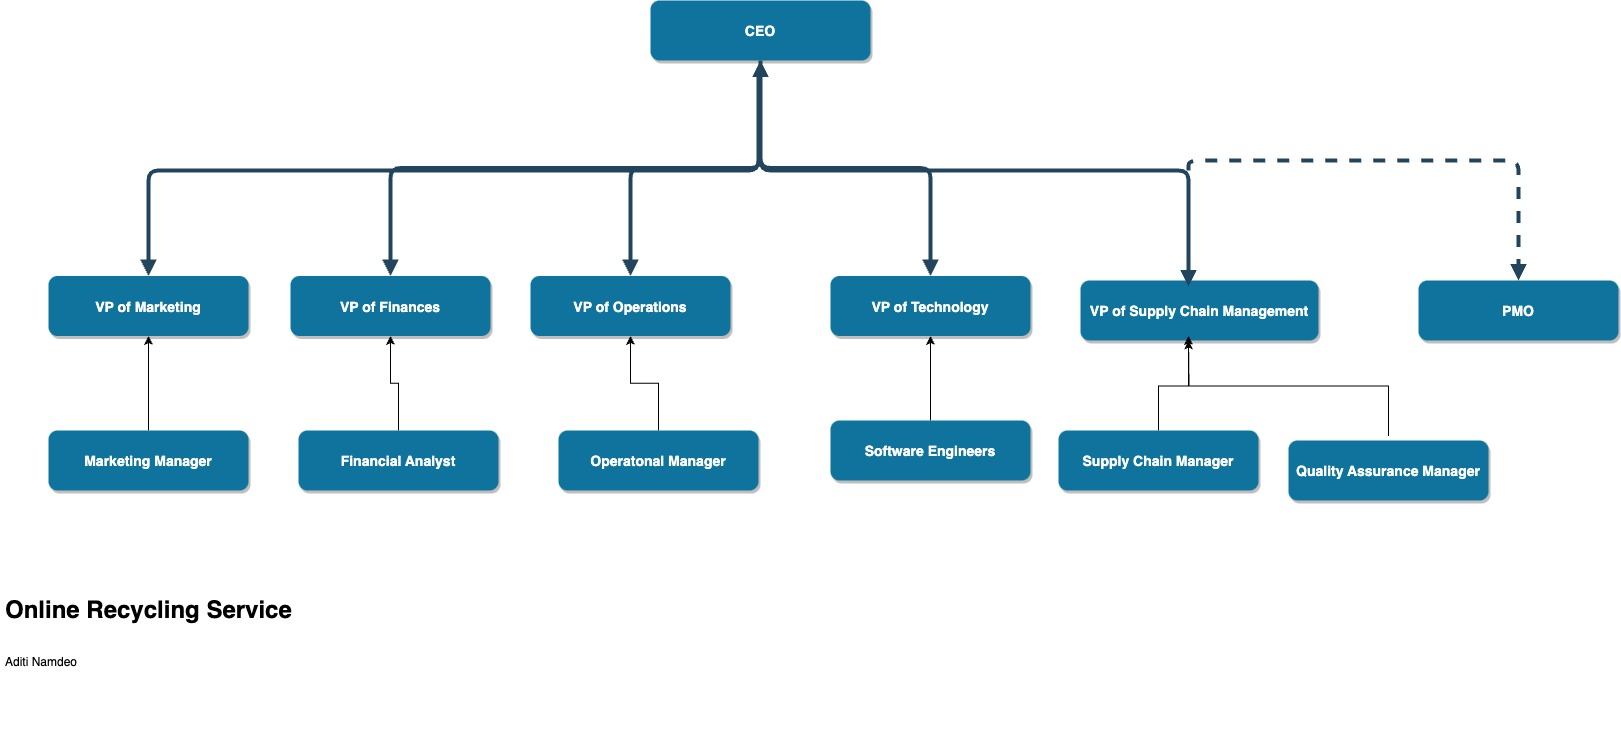 CEO
VP of Marketing
VP of Finances
VP of Operations
VP of Technology
VP of Supply Chain Management
PMO
Marketing Manager
Financial Analyst
Operatonal Manager
Software Engineers
Supply Chain Manager
Quality Assurance Manager
Online Recycling Service
Aditi Namdeo